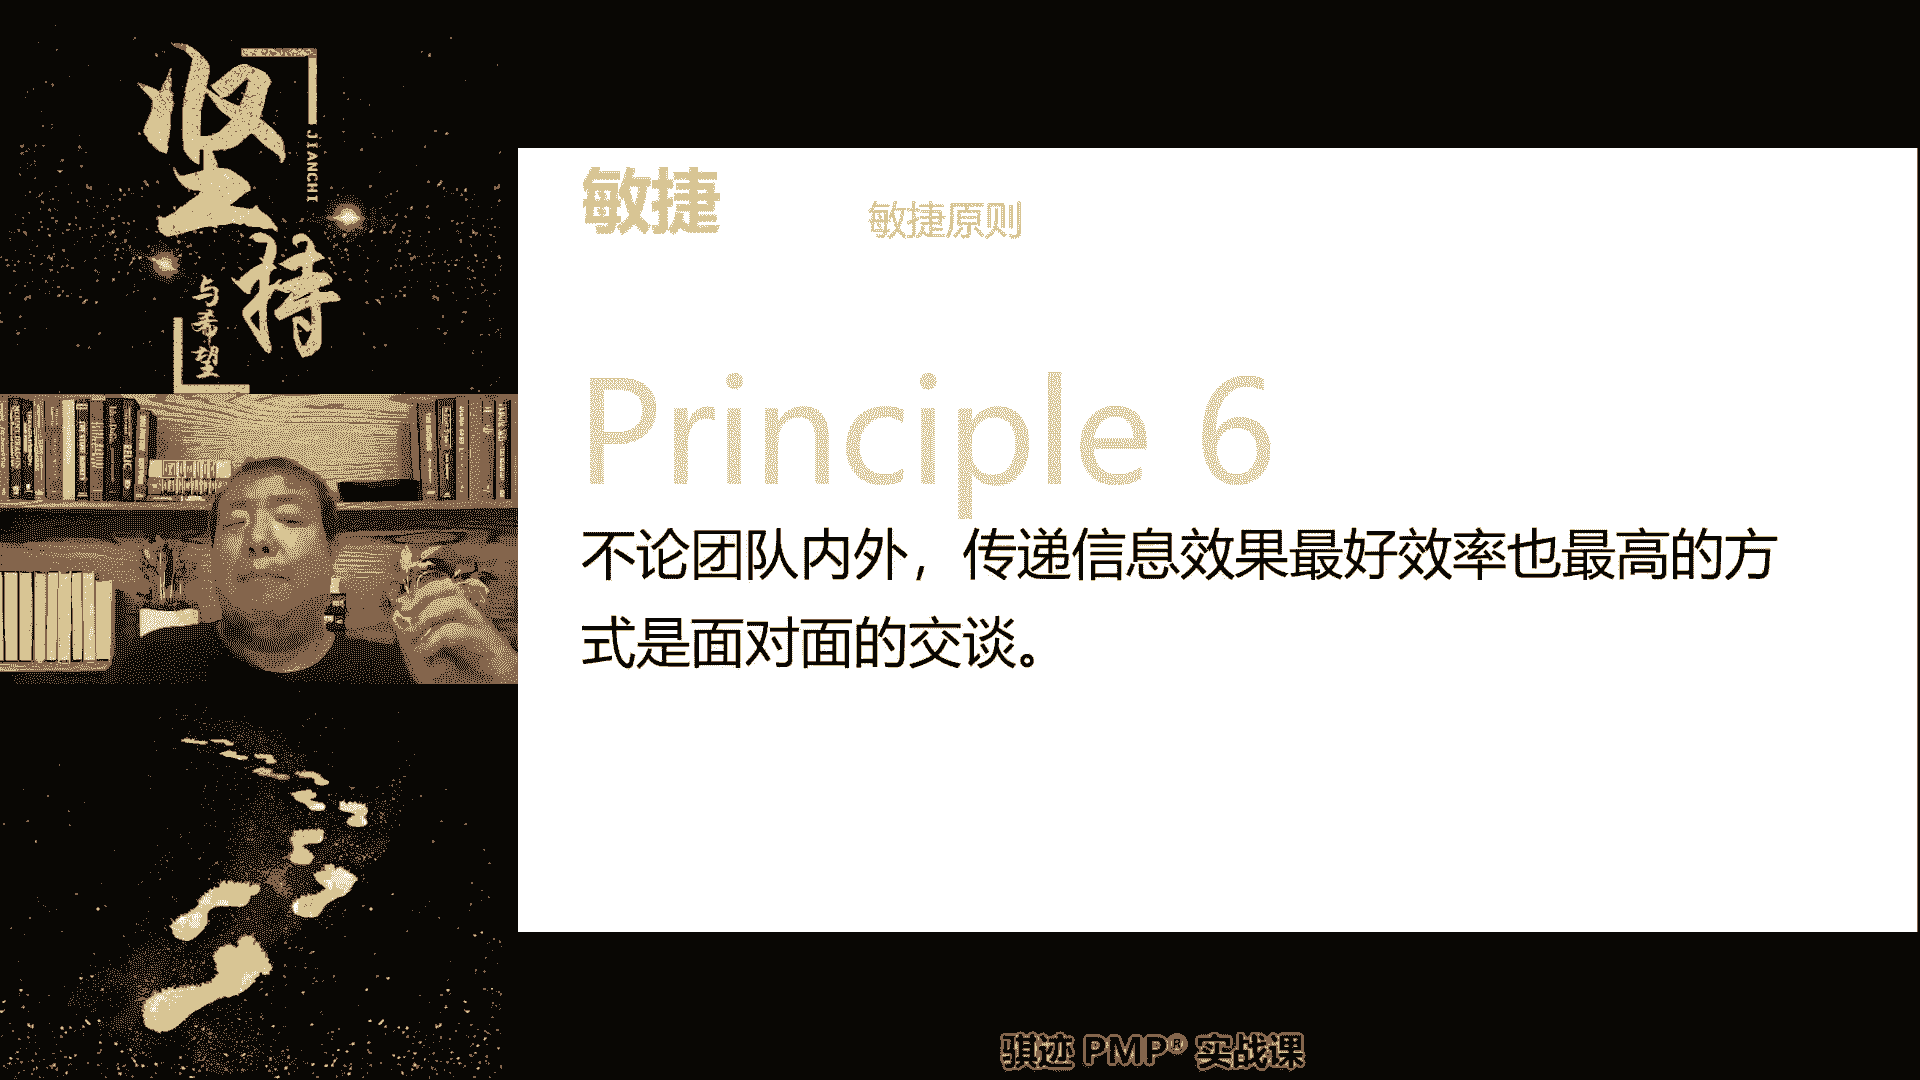 坚持
JIANCHI
与希望
敏捷
敏捷原则
Principle 6
不论团队内外，传递信息效果最好效率也最高的方
式是面对面的交谈。
骐迹 PMP® 实战课